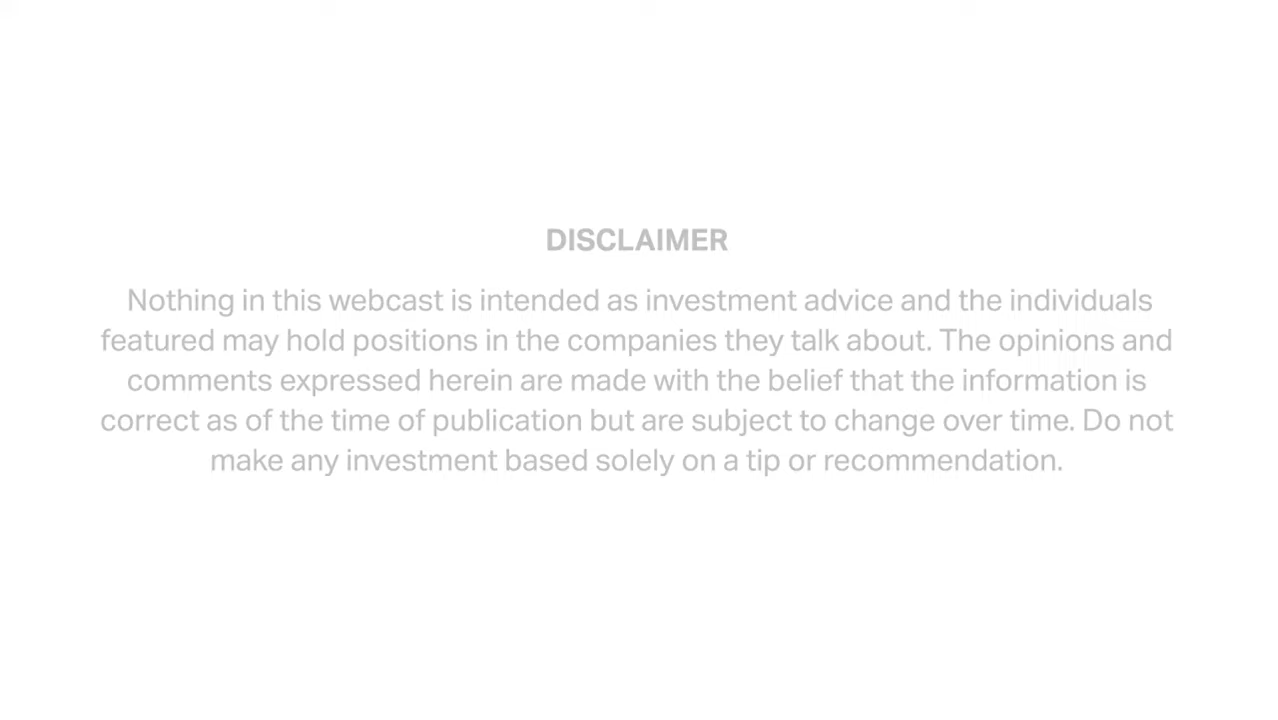 DISCLAIMER
Nothing in this webcast is intended as investment advice and the individuals
featured may hold positions in the companies they talk about. The opinions and
comments expressed herein are made with the belief that the information is
correct as of the time of publication but are subject to change over time. Do not
make any investment based solely on a tip or recommendation.